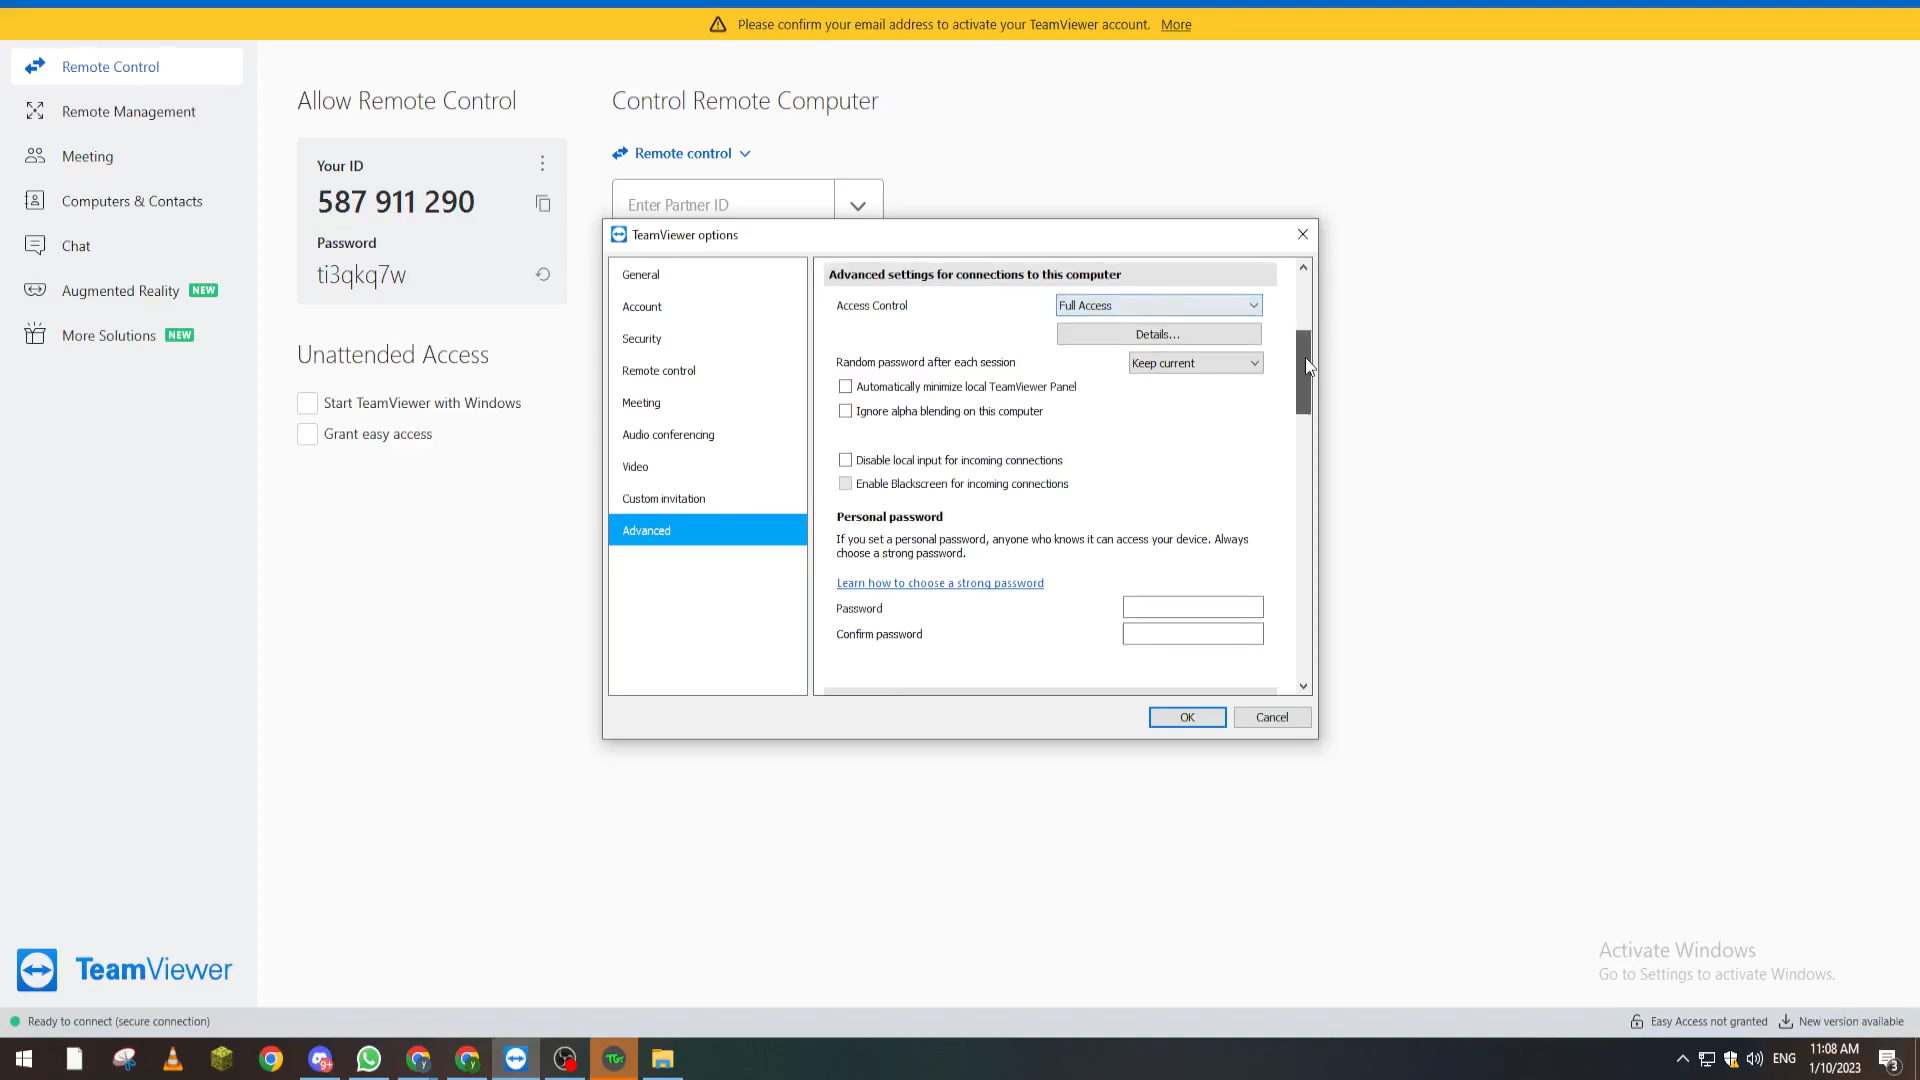 Please confirm your email address to activate your TeamViewer account. More
Remote Control
Remote Management
Meeting
Computers & Contacts
Chat
Augmented Reality NEW
More Solutions NEW
Allow Remote Control
Your ID
587 911 290
Password
ti3qkq7w
Unattended Access
Start TeamViewer with Windows
Grant easy access
Control Remote Computer
Remote control
Enter Partner ID
TeamViewer options
General
Account
Security
Remote control
Meeting
Audio conferencing
Video
Custom invitation
Advanced
Advanced settings for connections to this computer
Access Control Full Access
Details...
Random password after each session Keep current
Automatically minimize local TeamViewer Panel
Ignore alpha blending on this computer
Disable local input for incoming connections
Enable Blackscreen for incoming connections
Personal password
If you set a personal password, anyone who knows it can access your device. Always
choose a strong password.
Learn how to choose a strong password
Password
Confirm password
OK Cancel
Activate Windows
Go to Settings to activate Windows.
TeamViewer
Ready to connect (secure connection)
Easy Access not granted
New version available
9+
y
y
TGT
ENG
11:08 AM
1/10/2023
3